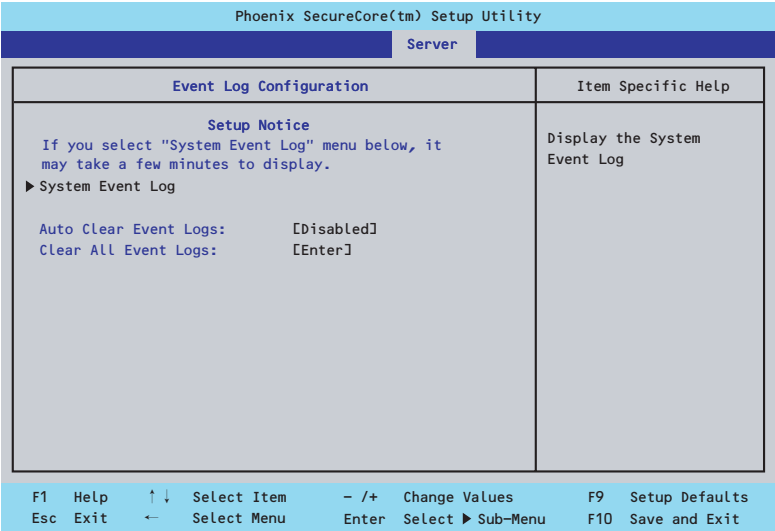 Phoenix SecureCore(tm) Setup Utility
Server
Event Log Configuration
Item Specific Help
Setup Notice
If you select "System Event Log" menu below, it
may take a few minutes to display.
▶ System Event Log
Auto Clear Event Logs: [Disabled]
Clear All Event Logs: [Enter]
Display the System
Event Log
F1 Help ↑↓ Select Item - /+ Change Values F9 Setup Defaults
Esc Exit ← Select Menu Enter Select ▶ Sub-Menu F10 Save and Exit